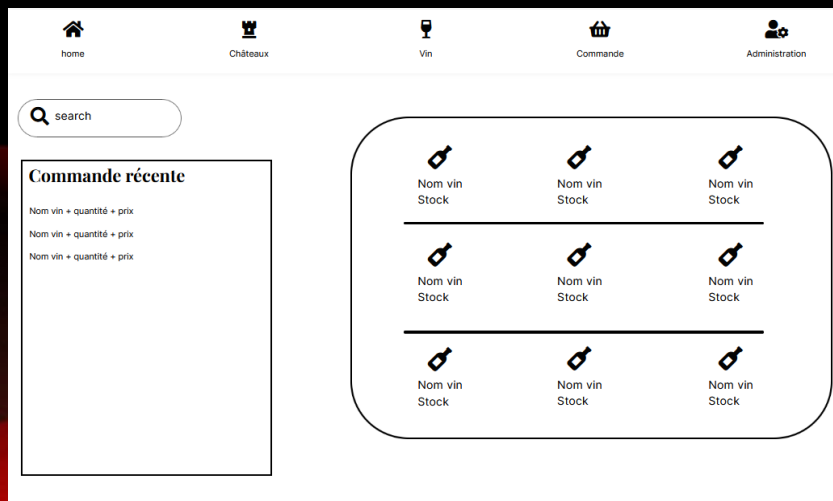 home
Châteaux
Vin
Commande
Administration
search
Commande récente
Nom vin + quantité + prix
Nom vin + quantité + prix
Nom vin + quantité + prix
Nom vin
Stock
Nom vin
Stock
Nom vin
Stock
Nom vin
Stock
Nom vin
Stock
Nom vin
Stock
Nom vin
Stock
Nom vin
Stock
Nom vin
Stock